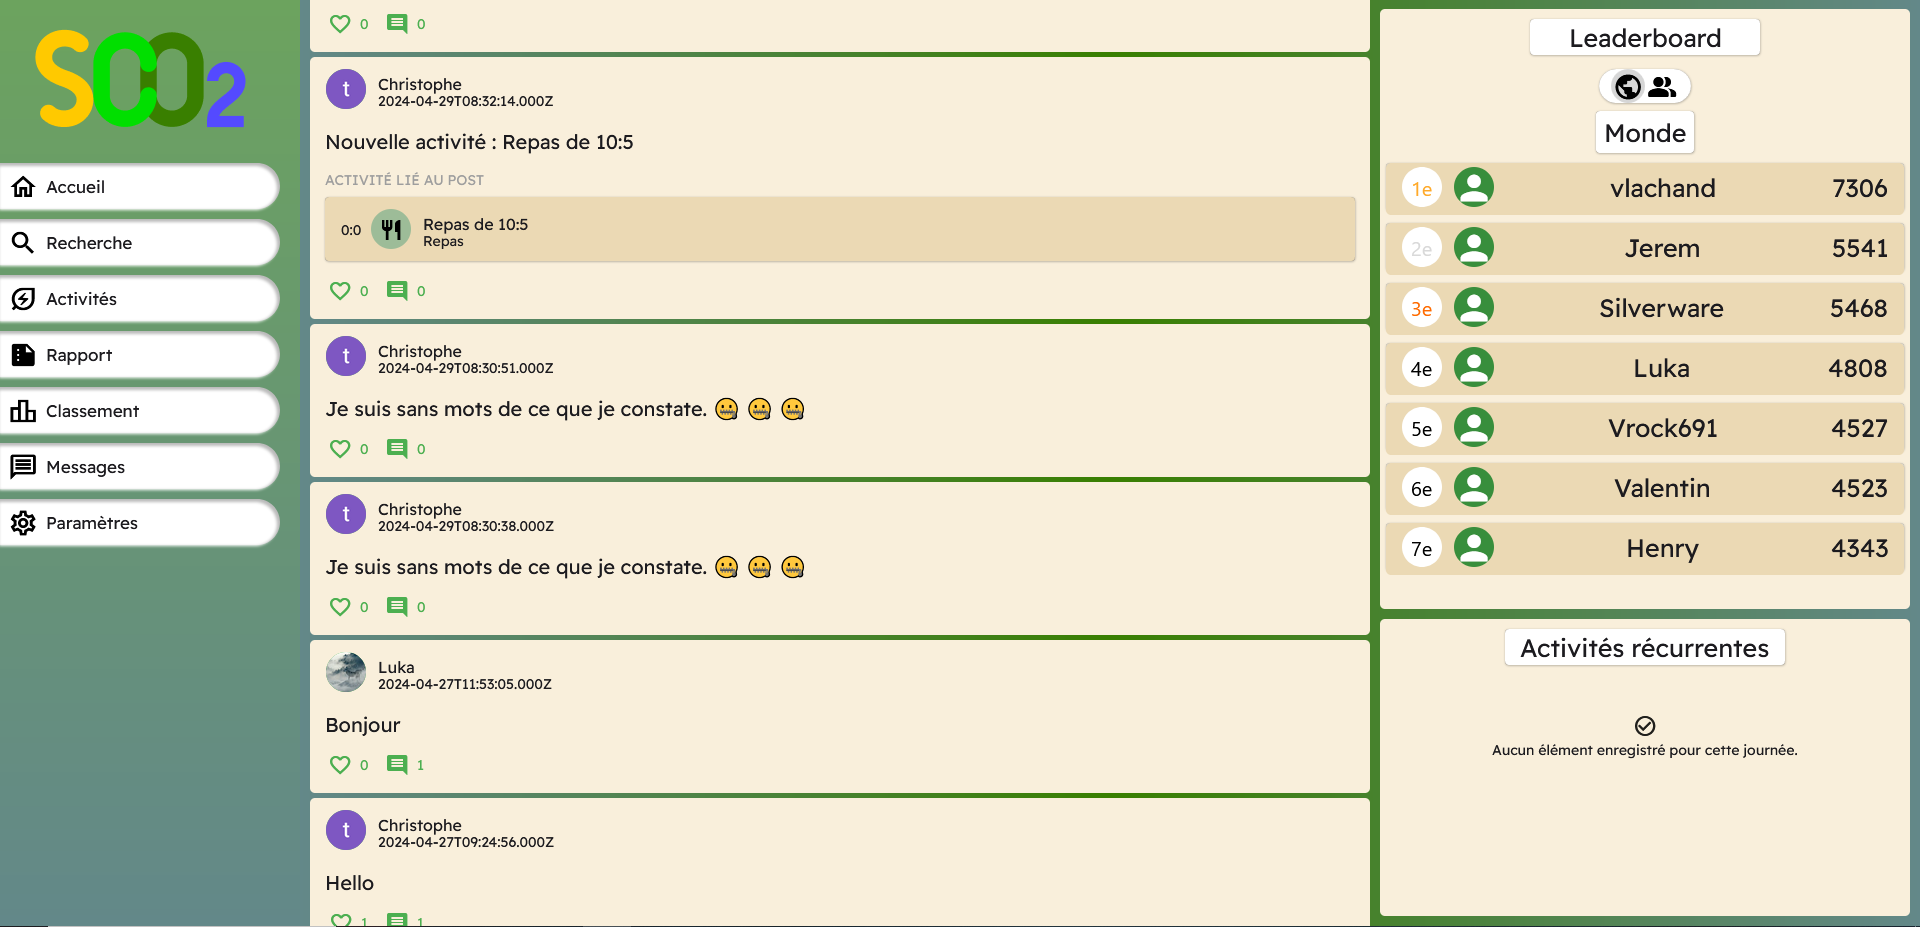 SCO2
Accueil
Recherche
Activités
Rapport
Classement
Messages
Paramètres
0 0
t Christophe
2024-04-29T08:32:14.000Z
Nouvelle activité : Repas de 10:5
ACTIVITÉ LIÉ AU POST
0:0 Repas de 10:5
Repas
0 0
t Christophe
2024-04-29T08:30:51.000Z
Je suis sans mots de ce que je constate. 🤐 🤐 🤐
0 0
t Christophe
2024-04-29T08:30:38.000Z
Je suis sans mots de ce que je constate. 🤐 🤐 🤐
0 0
Luka
2024-04-27T11:53:05.000Z
Bonjour
0 1
t Christophe
2024-04-27T09:24:56.000Z
Hello
1 1
Leaderboard
Monde
1e vlachand 7306
2e Jerem 5541
3e Silverware 5468
4e Luka 4808
5e Vrock691 4527
6e Valentin 4523
7e Henry 4343
Activités récurrentes
Aucun élément enregistré pour cette journée.